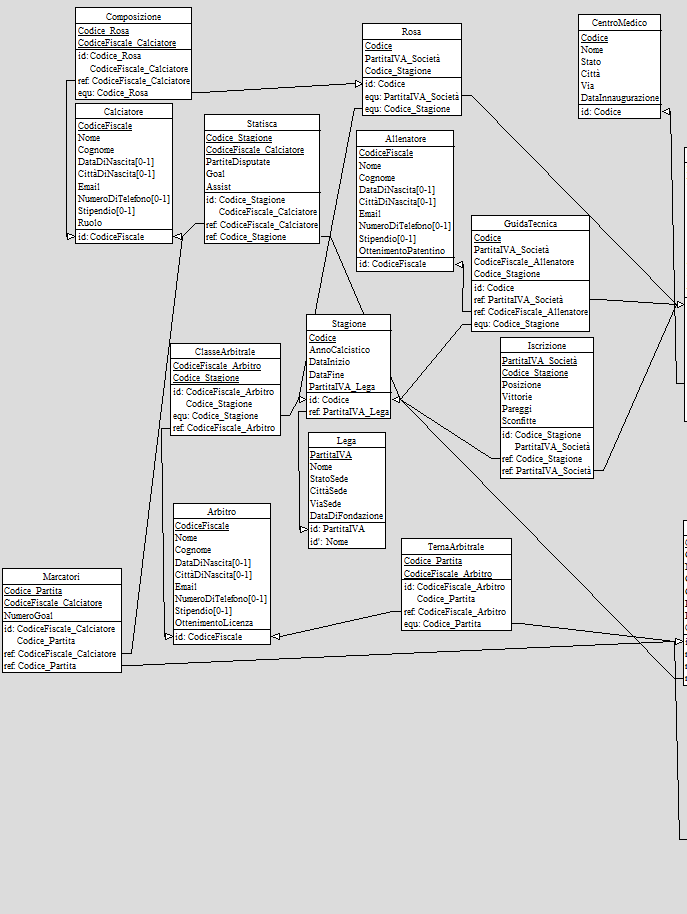 Composizione
Codice_Rosa
CodiceFiscale_Calciatore
id: Codice_Rosa
CodiceFiscale_Calciatore
ref: CodiceFiscale_Calciatore
equ: Codice_Rosa
Calciatore
CodiceFiscale
Nome
Cognome
DataDiNascita[0-1]
CittàDiNascita[0-1]
Email
NumeroDiTelefono[0-1]
Stipendio[0-1]
Ruolo
id: CodiceFiscale
Statisca
Codice_Stagione
CodiceFiscale_Calciatore
PartiteDisputate
Goal
Assist
id: Codice_Stagione
CodiceFiscale_Calciatore
ref: CodiceFiscale_Calciatore
ref: Codice_Stagione
Rosa
Codice
PartitaIVA_Società
Codice_Stagione
id: Codice
equ: PartitaIVA_Società
equ: Codice_Stagione
CentroMedico
Codice
Nome
Stato
Città
Via
DataInnaugurazione
id: Codice
Allenatore
CodiceFiscale
Nome
Cognome
DataDiNascita[0-1]
CittàDiNascita[0-1]
Email
NumeroDiTelefono[0-1]
Stipendio[0-1]
OttenimentoPatentino
id: CodiceFiscale
GuidaTecnica
Codice
PartitaIVA_Società
CodiceFiscale_Allenatore
Codice_Stagione
id: Codice
ref: PartitaIVA_Società
ref: CodiceFiscale_Allenatore
equ: Codice_Stagione
Stagione
Codice
AnnoCalcistico
DataInizio
DataFine
PartitaIVA_Lega
id: Codice
ref: PartitaIVA_Lega
Iscrizione
PartitaIVA_Società
Codice_Stagione
Posizione
Vittorie
Pareggi
Sconfitte
id: Codice_Stagione
PartitaIVA_Società
ref: Codice_Stagione
ref: PartitaIVA_Società
ClasseArbitrale
CodiceFiscale_Arbitro
Codice_Stagione
id: CodiceFiscale_Arbitro
Codice_Stagione
equ: Codice_Stagione
ref: CodiceFiscale_Arbitro
Lega
PartitaIVA
Nome
StatoSede
CittàSede
ViaSede
DataDiFondazione
id: PartitaIVA
id': Nome
Arbitro
CodiceFiscale
Nome
Cognome
DataDiNascita[0-1]
CittàDiNascita[0-1]
Email
NumeroDiTelefono[0-1]
Stipendio[0-1]
OttenimentoLicenza
id: CodiceFiscale
TernaArbitrale
Codice_Partita
CodiceFiscale_Arbitro
id: CodiceFiscale_Arbitro
Codice_Partita
ref: CodiceFiscale_Arbitro
equ: Codice_Partita
Marcatori
Codice_Partita
CodiceFiscale_Calciatore
NumeroGoal
id: CodiceFiscale_Calciatore
Codice_Partita
ref: CodiceFiscale_Calciatore
ref: Codice_Partita